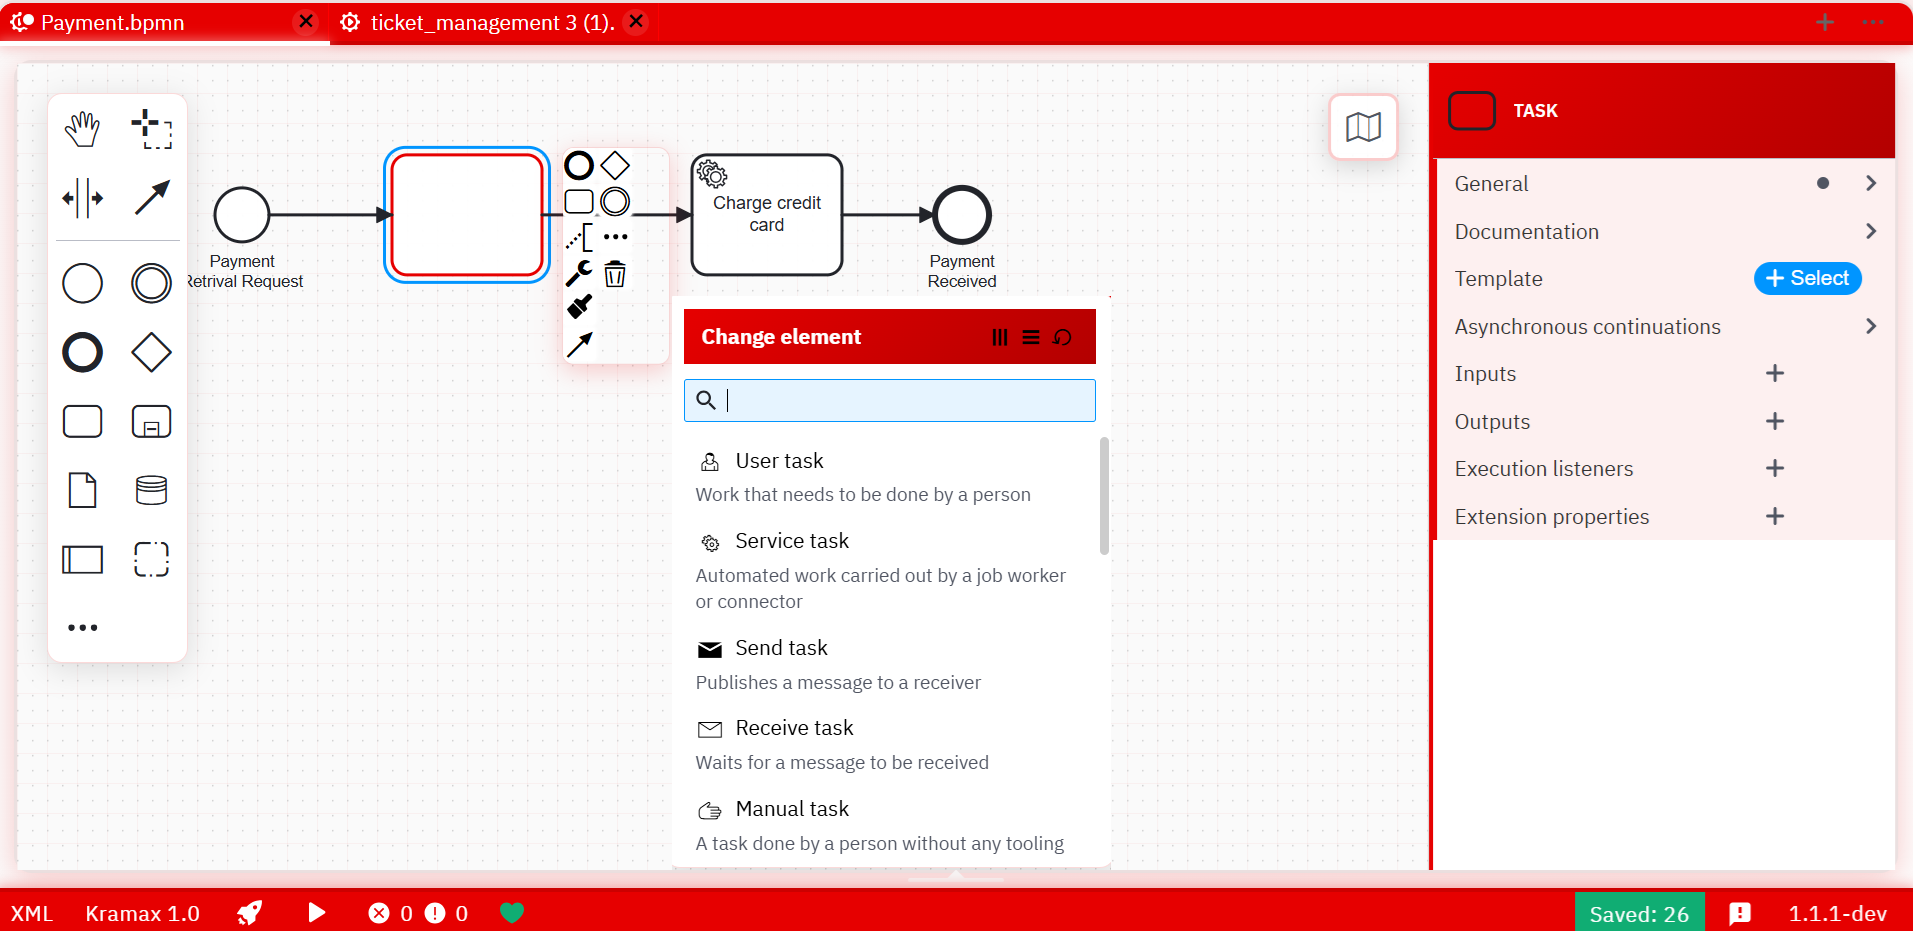 Payment.bpmn
ticket_management 3 (1).
Payment
Retrival Request
Charge credit
card
Payment
Received
Change element
User task
Work that needs to be done by a person
Service task
Automated work carried out by a job worker
or connector
Send task
Publishes a message to a receiver
Receive task
Waits for a message to be received
Manual task
A task done by a person without any tooling
TASK
General
Documentation
Template
+ Select
Asynchronous continuations
Inputs
Outputs
Execution listeners
Extension properties
XML
Kramax 1.0
0
0
Saved: 26
1.1.1-dev